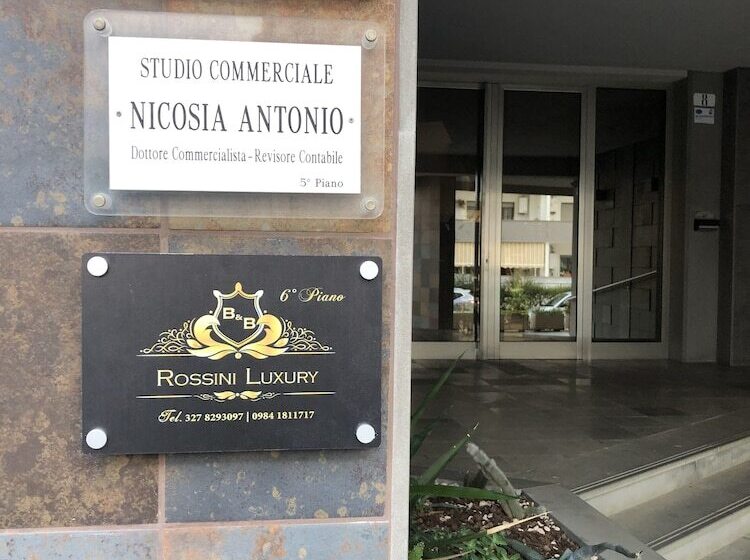 STUDIO COMMERCIALE
NICOSIA ANTONIO
Dottore Commercialista - Revisore Contabile
5° Piano
6° Piano
B&B
ROSSINI LUXURY
Tel. 327 8293097 | 0984 1811717
8